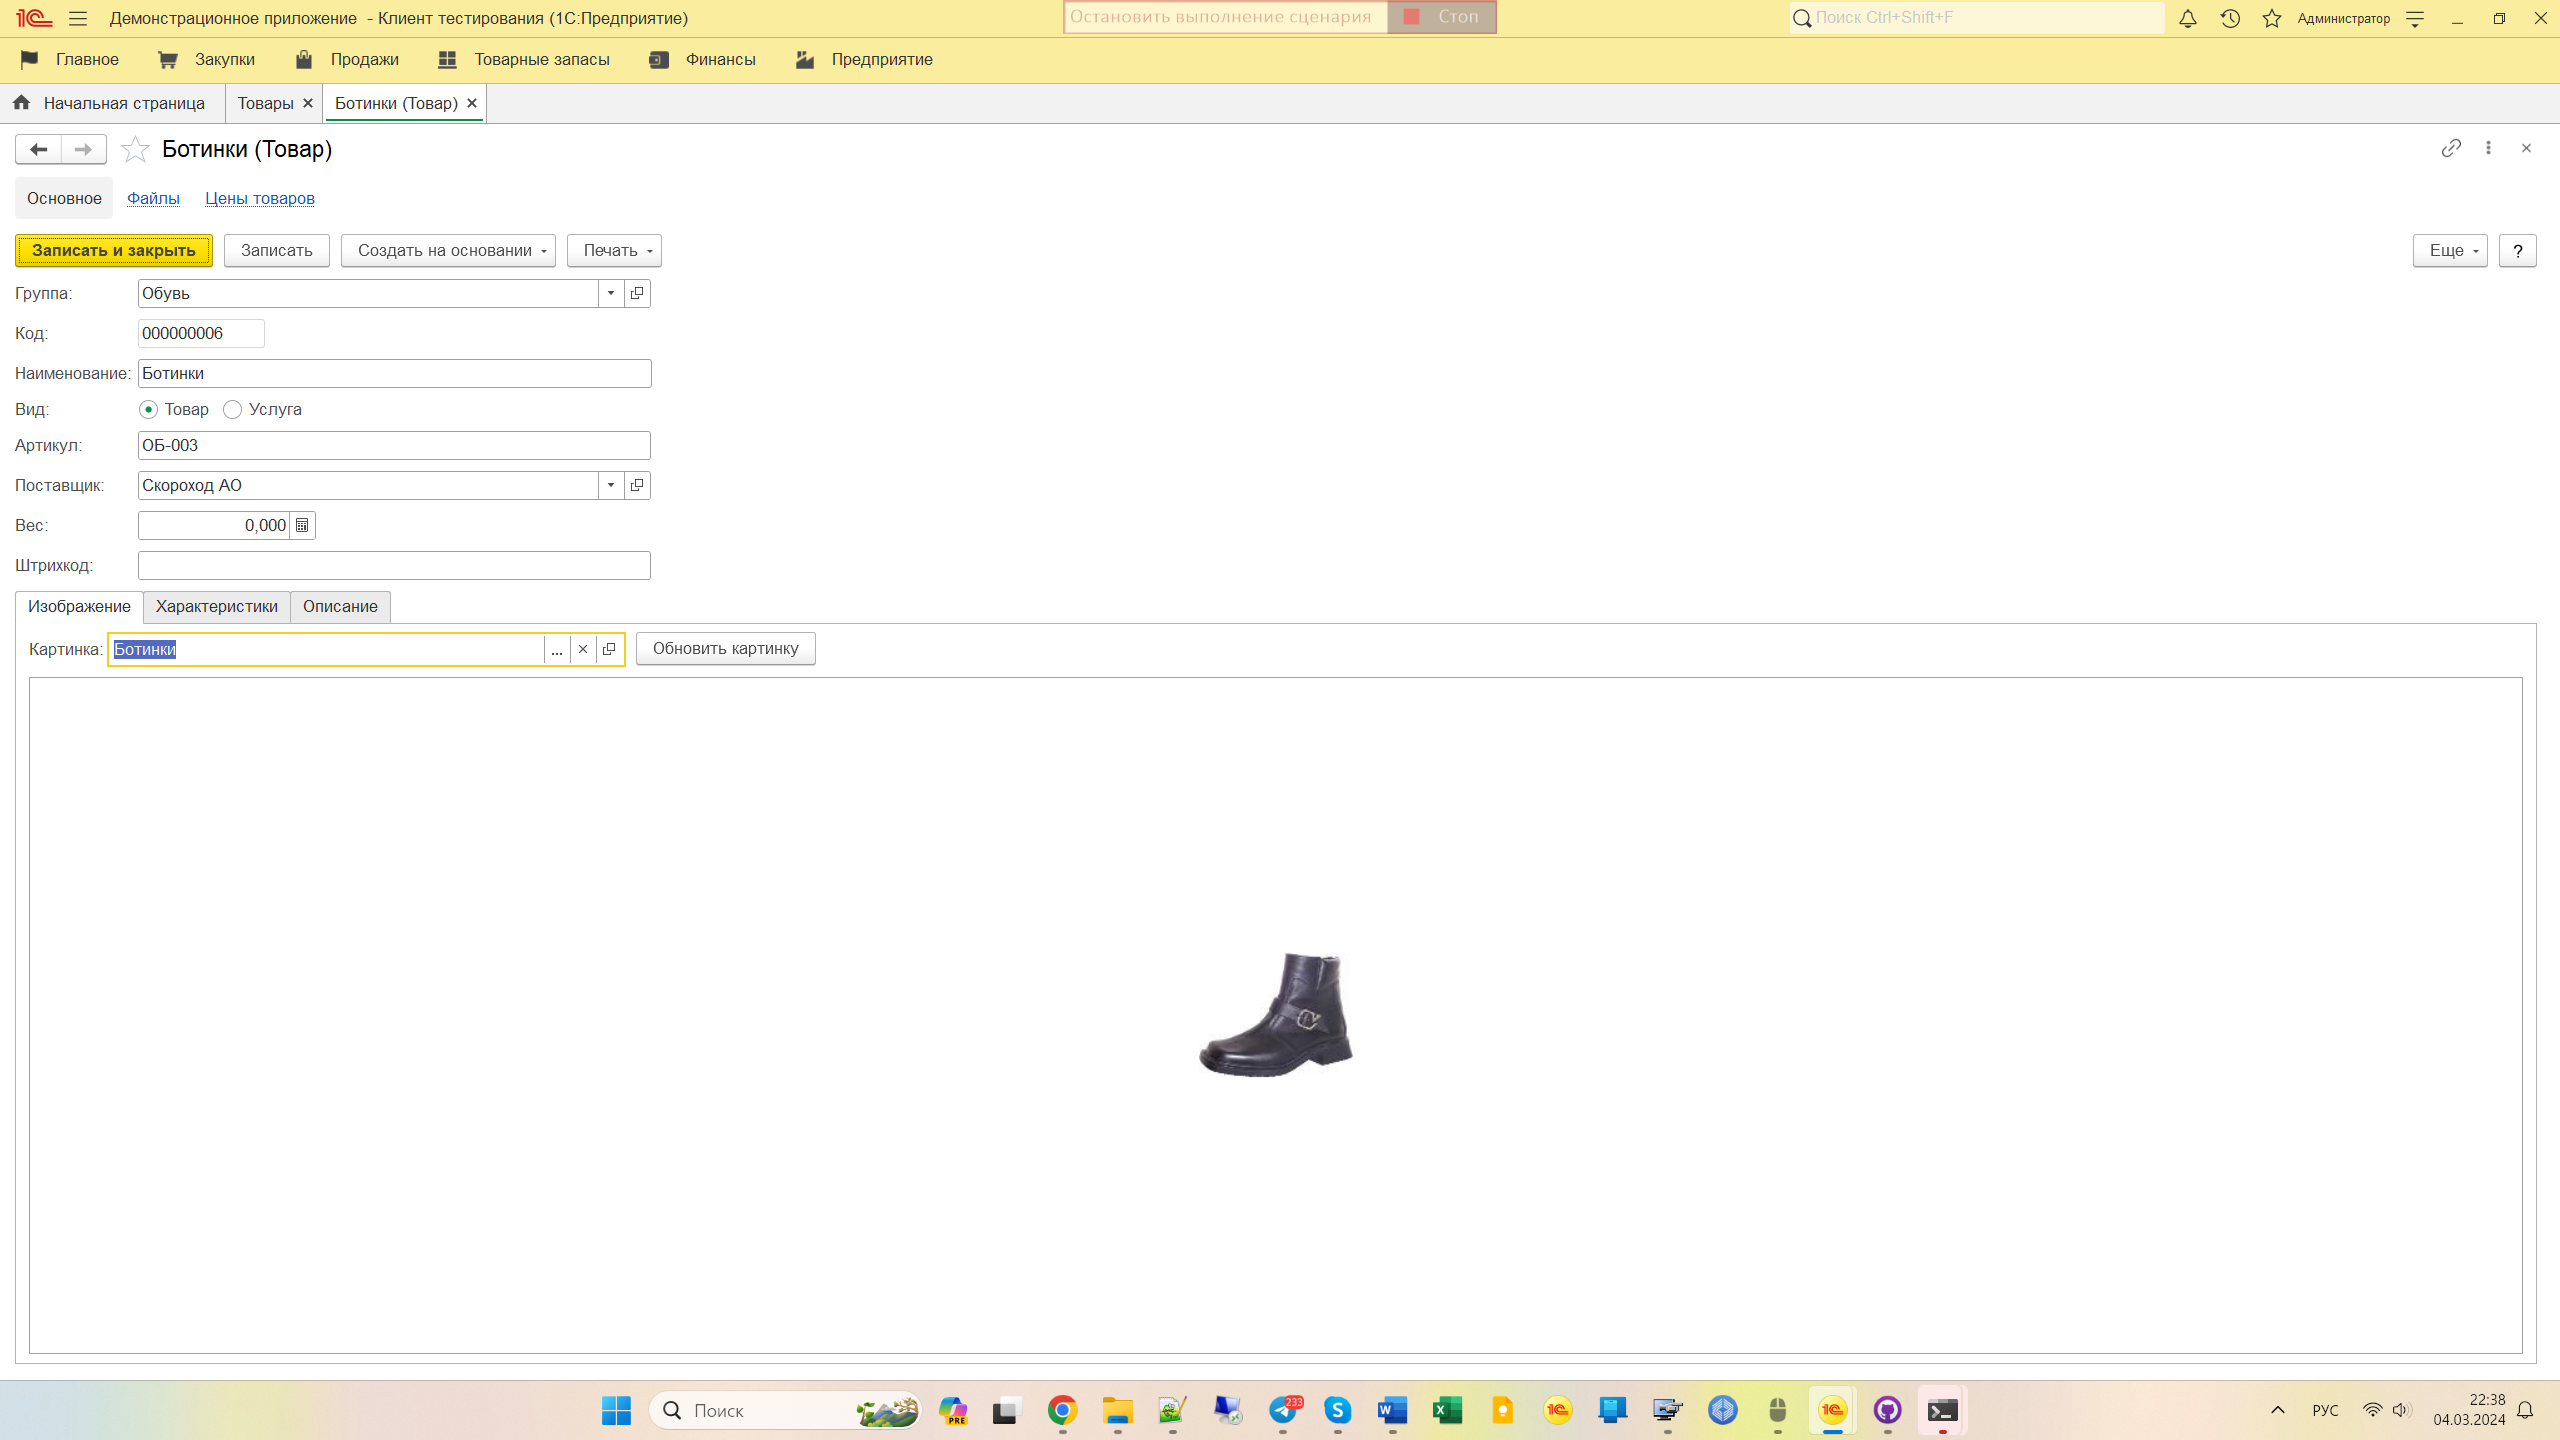 Демонстрационное приложение - Клиент тестирования (1С:Предприятие)
Остановить выполнение сценария Стоп
Поиск Ctrl+Shift+F
Администратор
Главное Закупки Продажи Товарные запасы Финансы Предприятие
Начальная страница Товары Ботинки (Товар)
Ботинки (Товар)
Основное Файлы Цены товаров
Записать и закрыть Записать Создать на основании Печать Еще ?
Группа: Обувь
Код: 000000006
Наименование: Ботинки
Вид: Товар Услуга
Артикул: ОБ-003
Поставщик: Скороход АО
Вес: 0,000
Штрихкод:
Изображение Характеристики Описание
Картинка: Ботинки ... Обновить картинку
Поиск PRE 233 РУС 22:38
04.03.2024